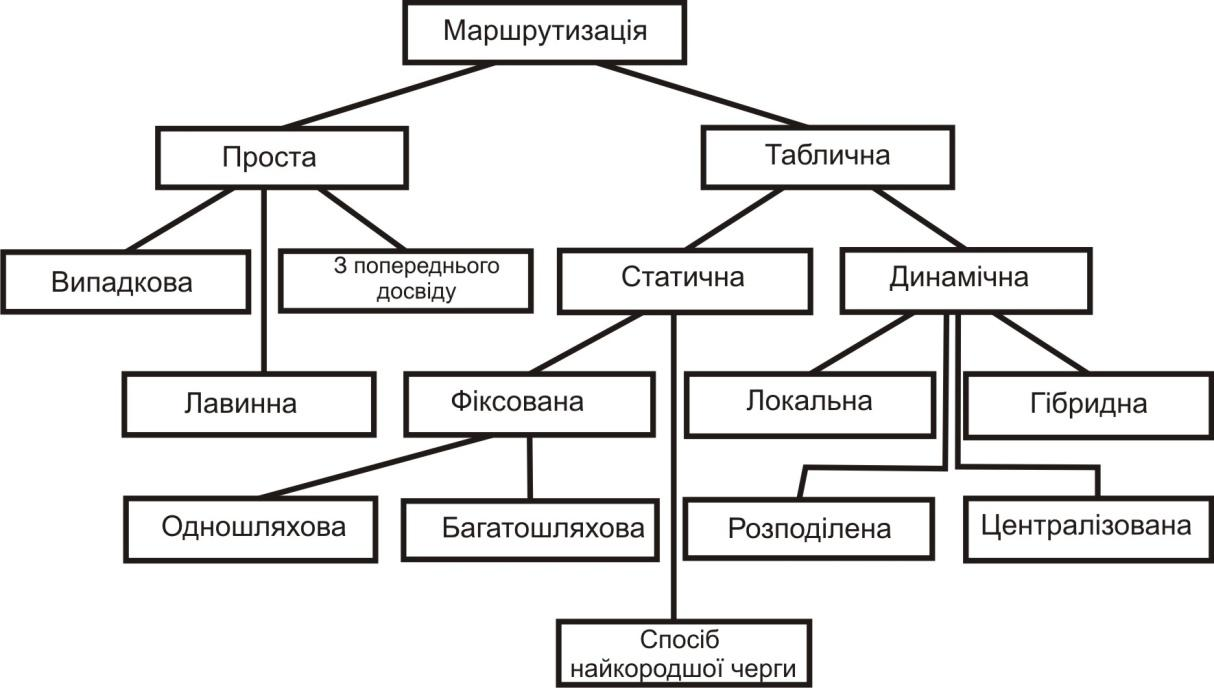 Маршрутизація
Проста
Таблична
Випадкова
З попереднього
досвіду
Статична
Динамічна
Лавинна
Фіксована
Локальна
Гібридна
Одношляхова
Багатошляхова
Розподілена
Централізована
Спосіб
найкородшої черги